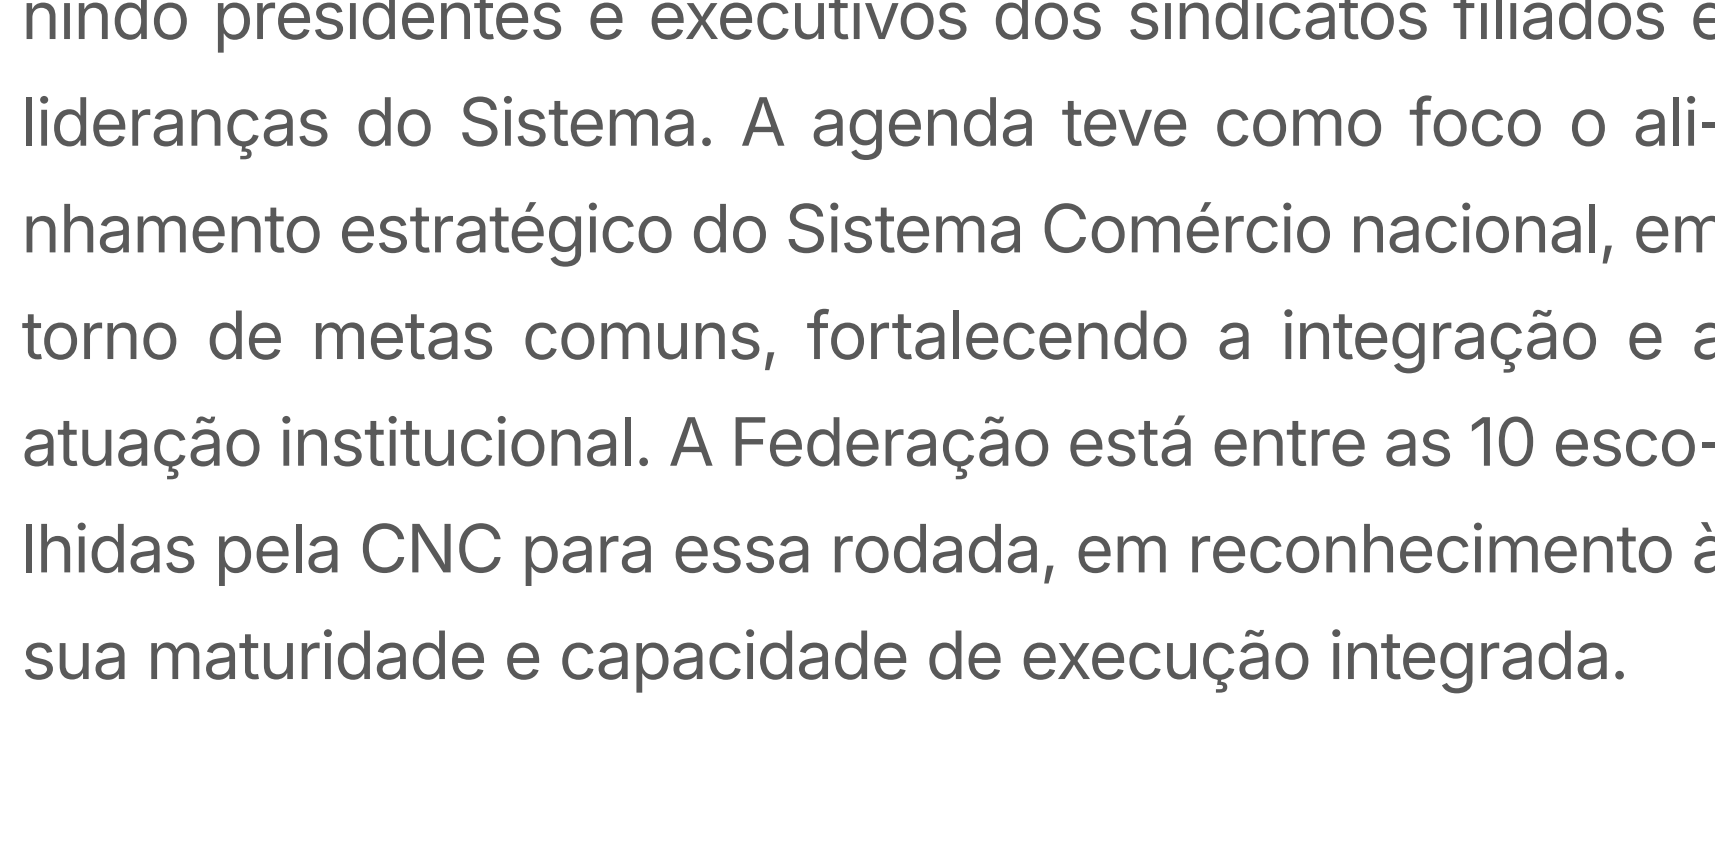 nindo presidentes e executivos dos sindicatos filiados e
lideranças do Sistema. A agenda teve como foco o ali-
nhamento estratégico do Sistema Comércio nacional, em
torno de metas comuns, fortalecendo a integração e a
atuação institucional. A Federação está entre as 10 esco-
lhidas pela CNC para essa rodada, em reconhecimento à
sua maturidade e capacidade de execução integrada.